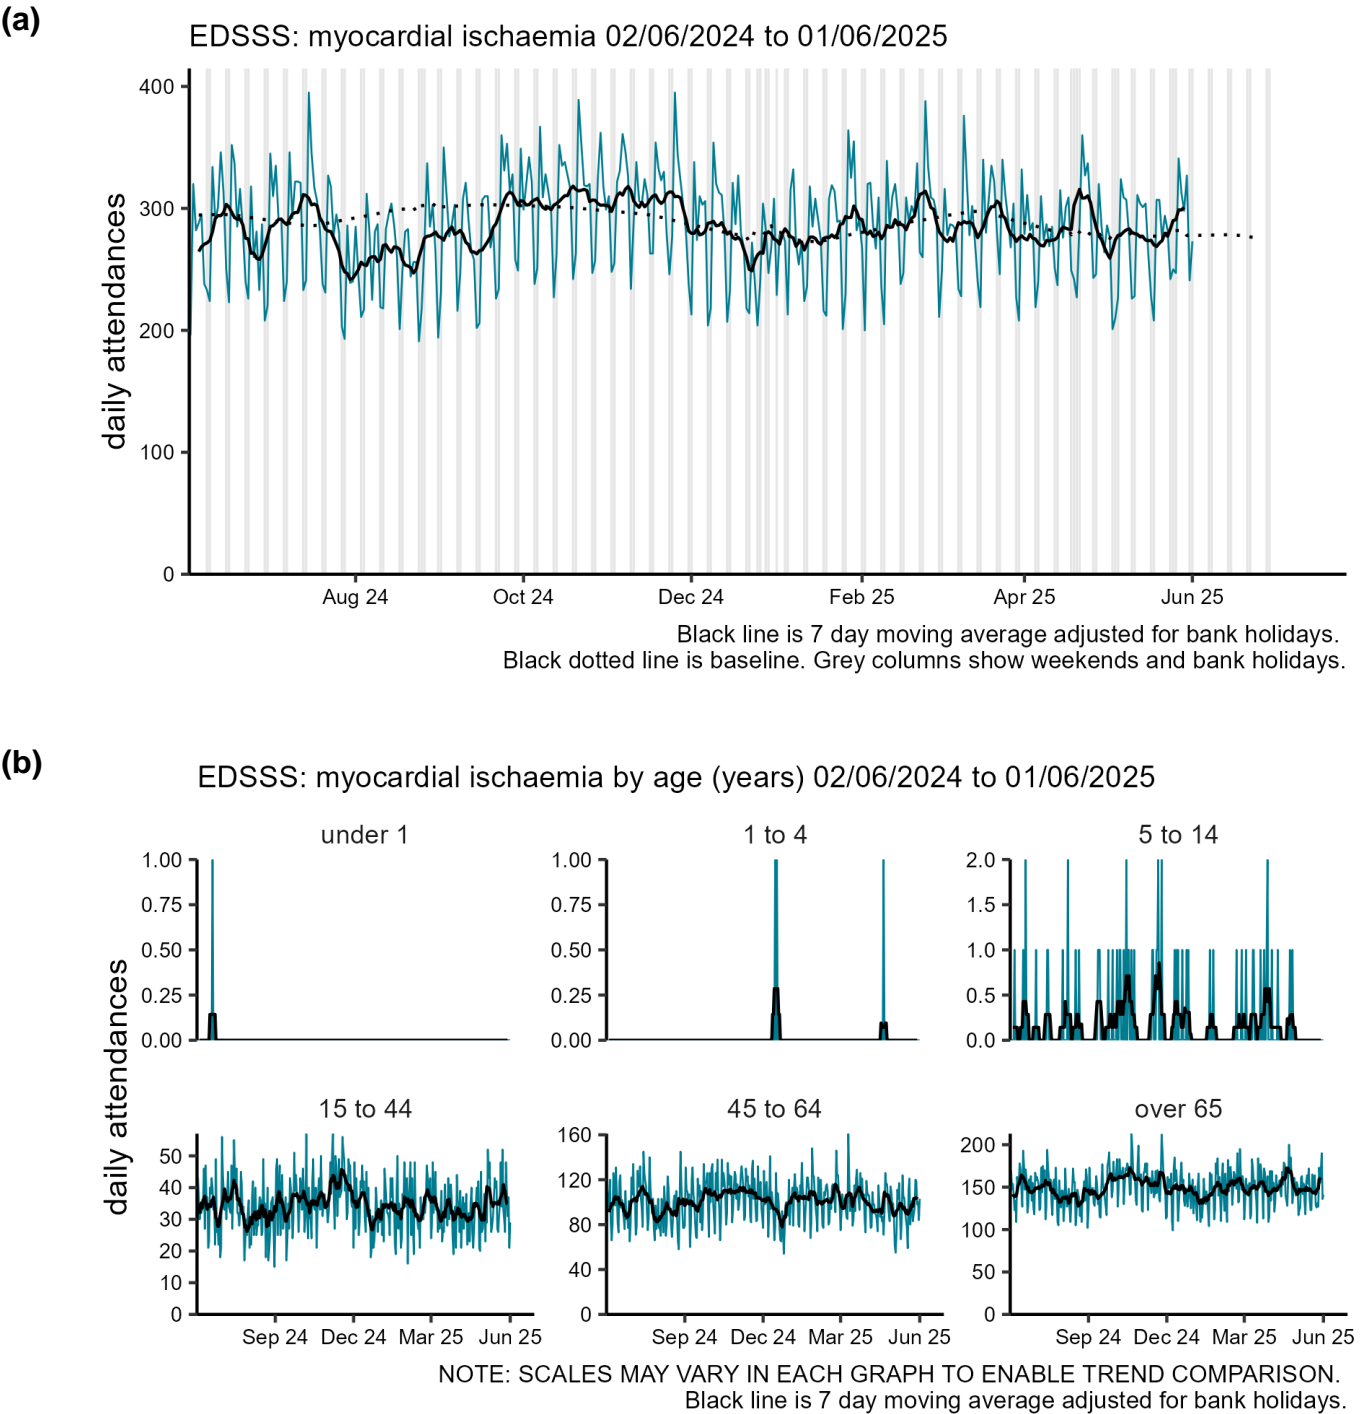 (a)
EDSSS: myocardial ischaemia 02/06/2024 to 01/06/2025
daily attendances
400
300
200
100
0
Aug 24 Oct 24 Dec 24 Feb 25 Apr 25 Jun 25
Black line is 7 day moving average adjusted for bank holidays.
Black dotted line is baseline. Grey columns show weekends and bank holidays.
(b)
EDSSS: myocardial ischaemia by age (years) 02/06/2024 to 01/06/2025
daily attendances
under 1
1.00
0.75
0.50
0.25
0.00
1 to 4
1.00
0.75
0.50
0.25
0.00
5 to 14
2.0
1.5
1.0
0.5
0.0
15 to 44
50
40
30
20
10
0
Sep 24 Dec 24 Mar 25 Jun 25
45 to 64
160
120
80
40
0
Sep 24 Dec 24 Mar 25 Jun 25
over 65
200
150
100
50
0
Sep 24 Dec 24 Mar 25 Jun 25
NOTE: SCALES MAY VARY IN EACH GRAPH TO ENABLE TREND COMPARISON.
Black line is 7 day moving average adjusted for bank holidays.